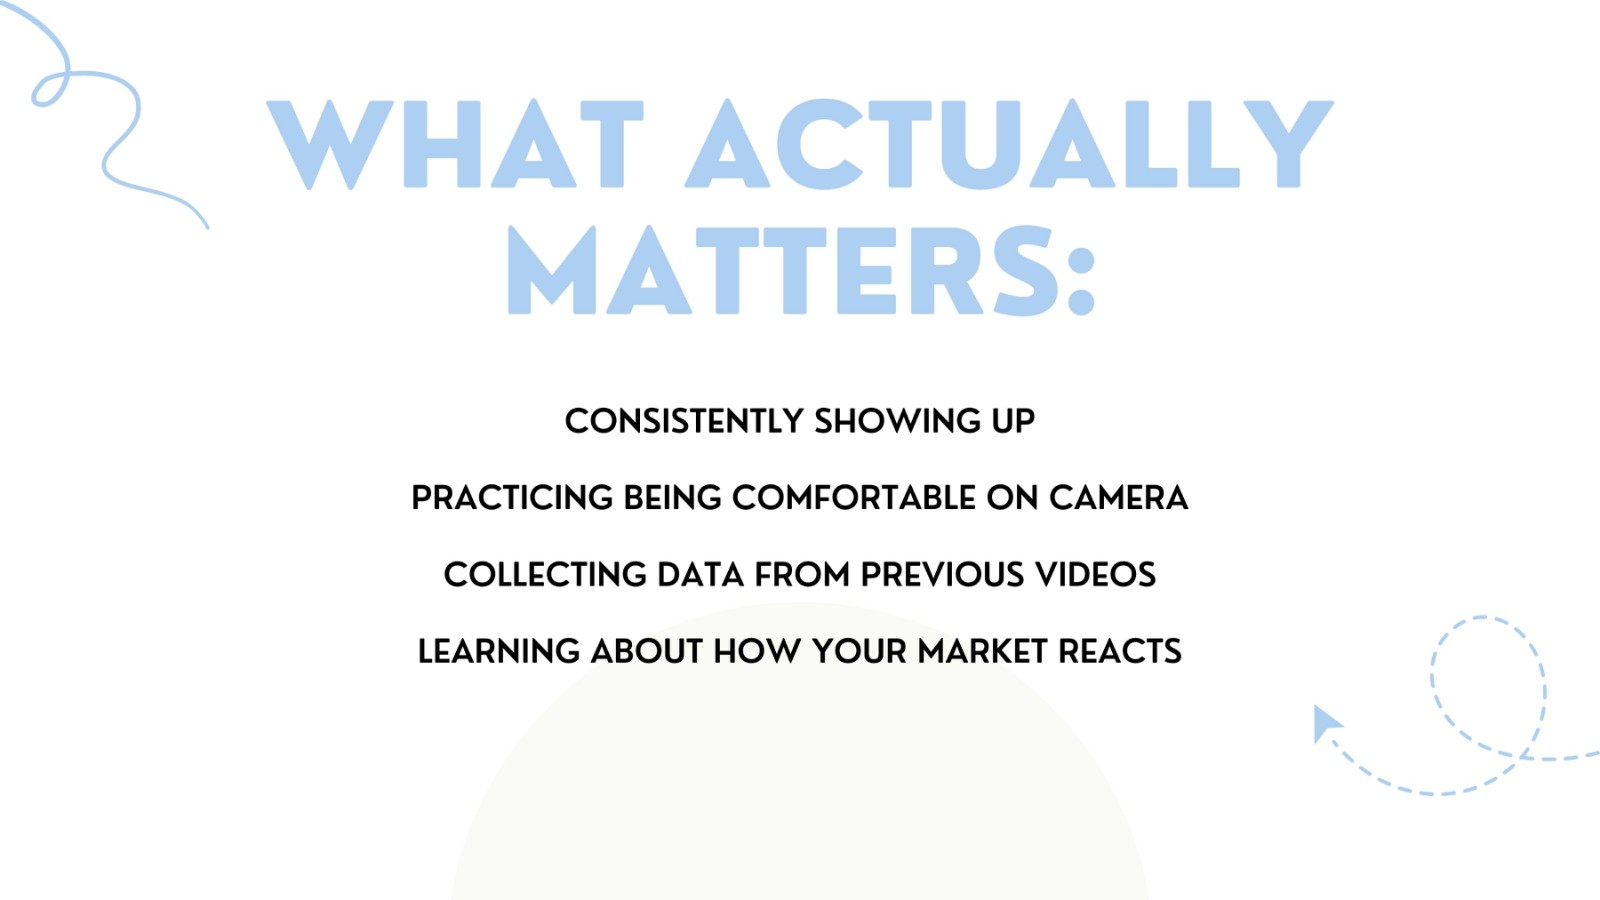 WHAT ACTUALLY
MATTERS:
CONSISTENTLY SHOWING UP
PRACTICING BEING COMFORTABLE ON CAMERA
COLLECTING DATA FROM PREVIOUS VIDEOS
LEARNING ABOUT HOW YOUR MARKET REACTS